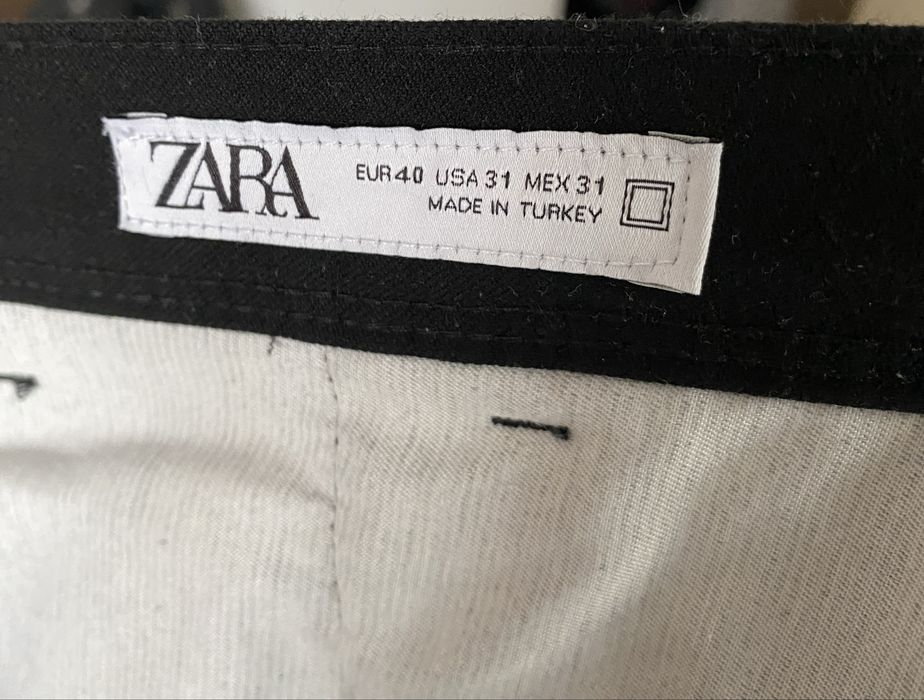 ZARA
EUR 40 USA 31 MEX 31
MADE IN TURKEY